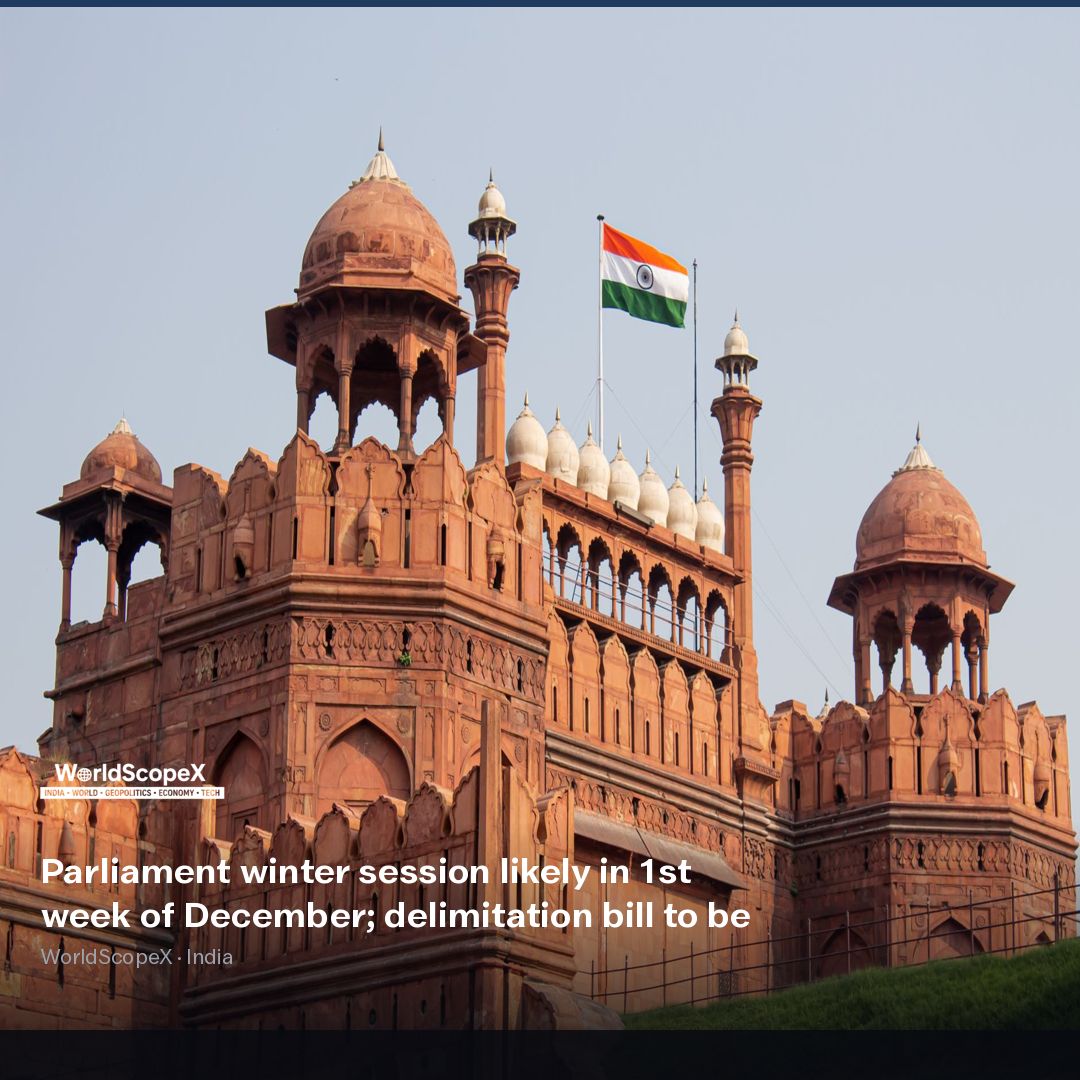 WorldScopeX
INDIA • WORLD • GEOPOLITICS • ECONOMY • TECH
Parliament winter session likely in 1st
week of December; delimitation bill to be
WorldScopeX · India